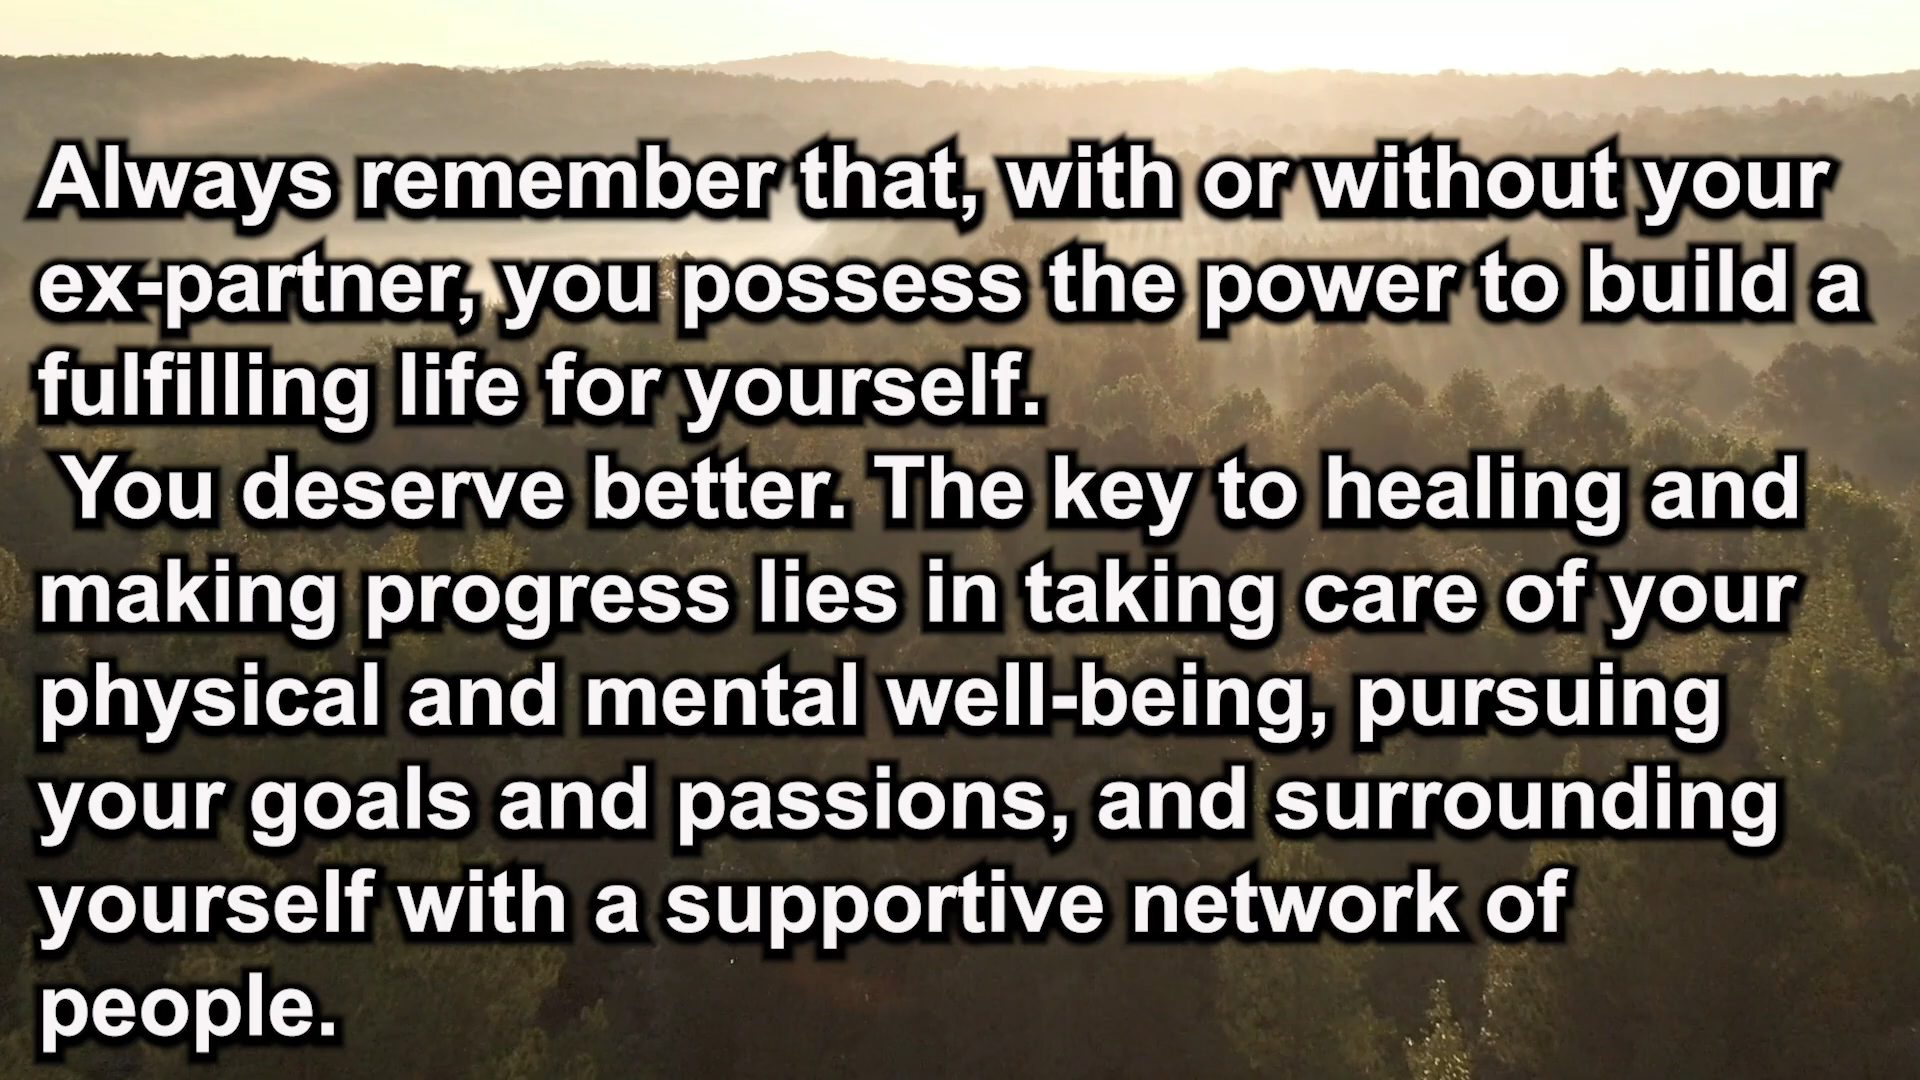 Always remember that, with or without your
ex-partner, you possess the power to build a
fulfilling life for yourself.
You deserve better. The key to healing and
making progress lies in taking care of your
physical and mental well-being, pursuing
your goals and passions, and surrounding
yourself with a supportive network of
people.